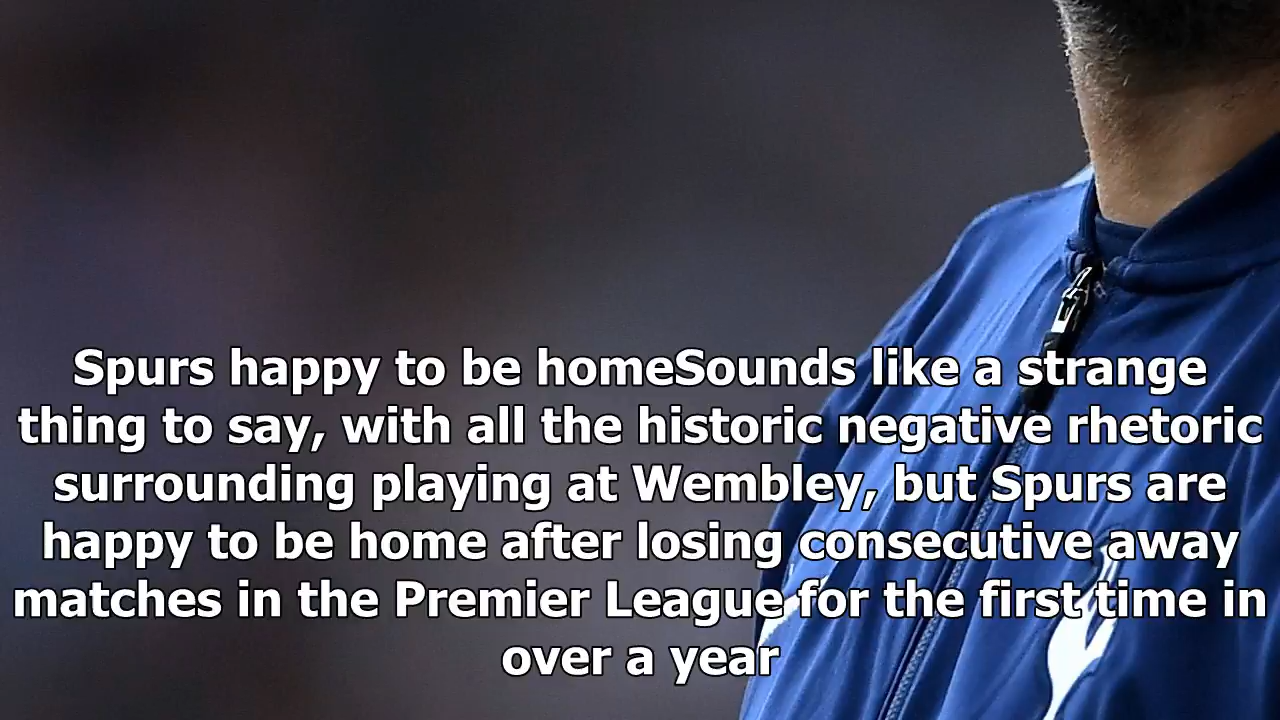 Spurs happy to be homeSounds like a strange
thing to say, with all the historic negative rhetoric
surrounding playing at Wembley, but Spurs are
happy to be home after losing consecutive away
matches in the Premier League for the first time in
over a year